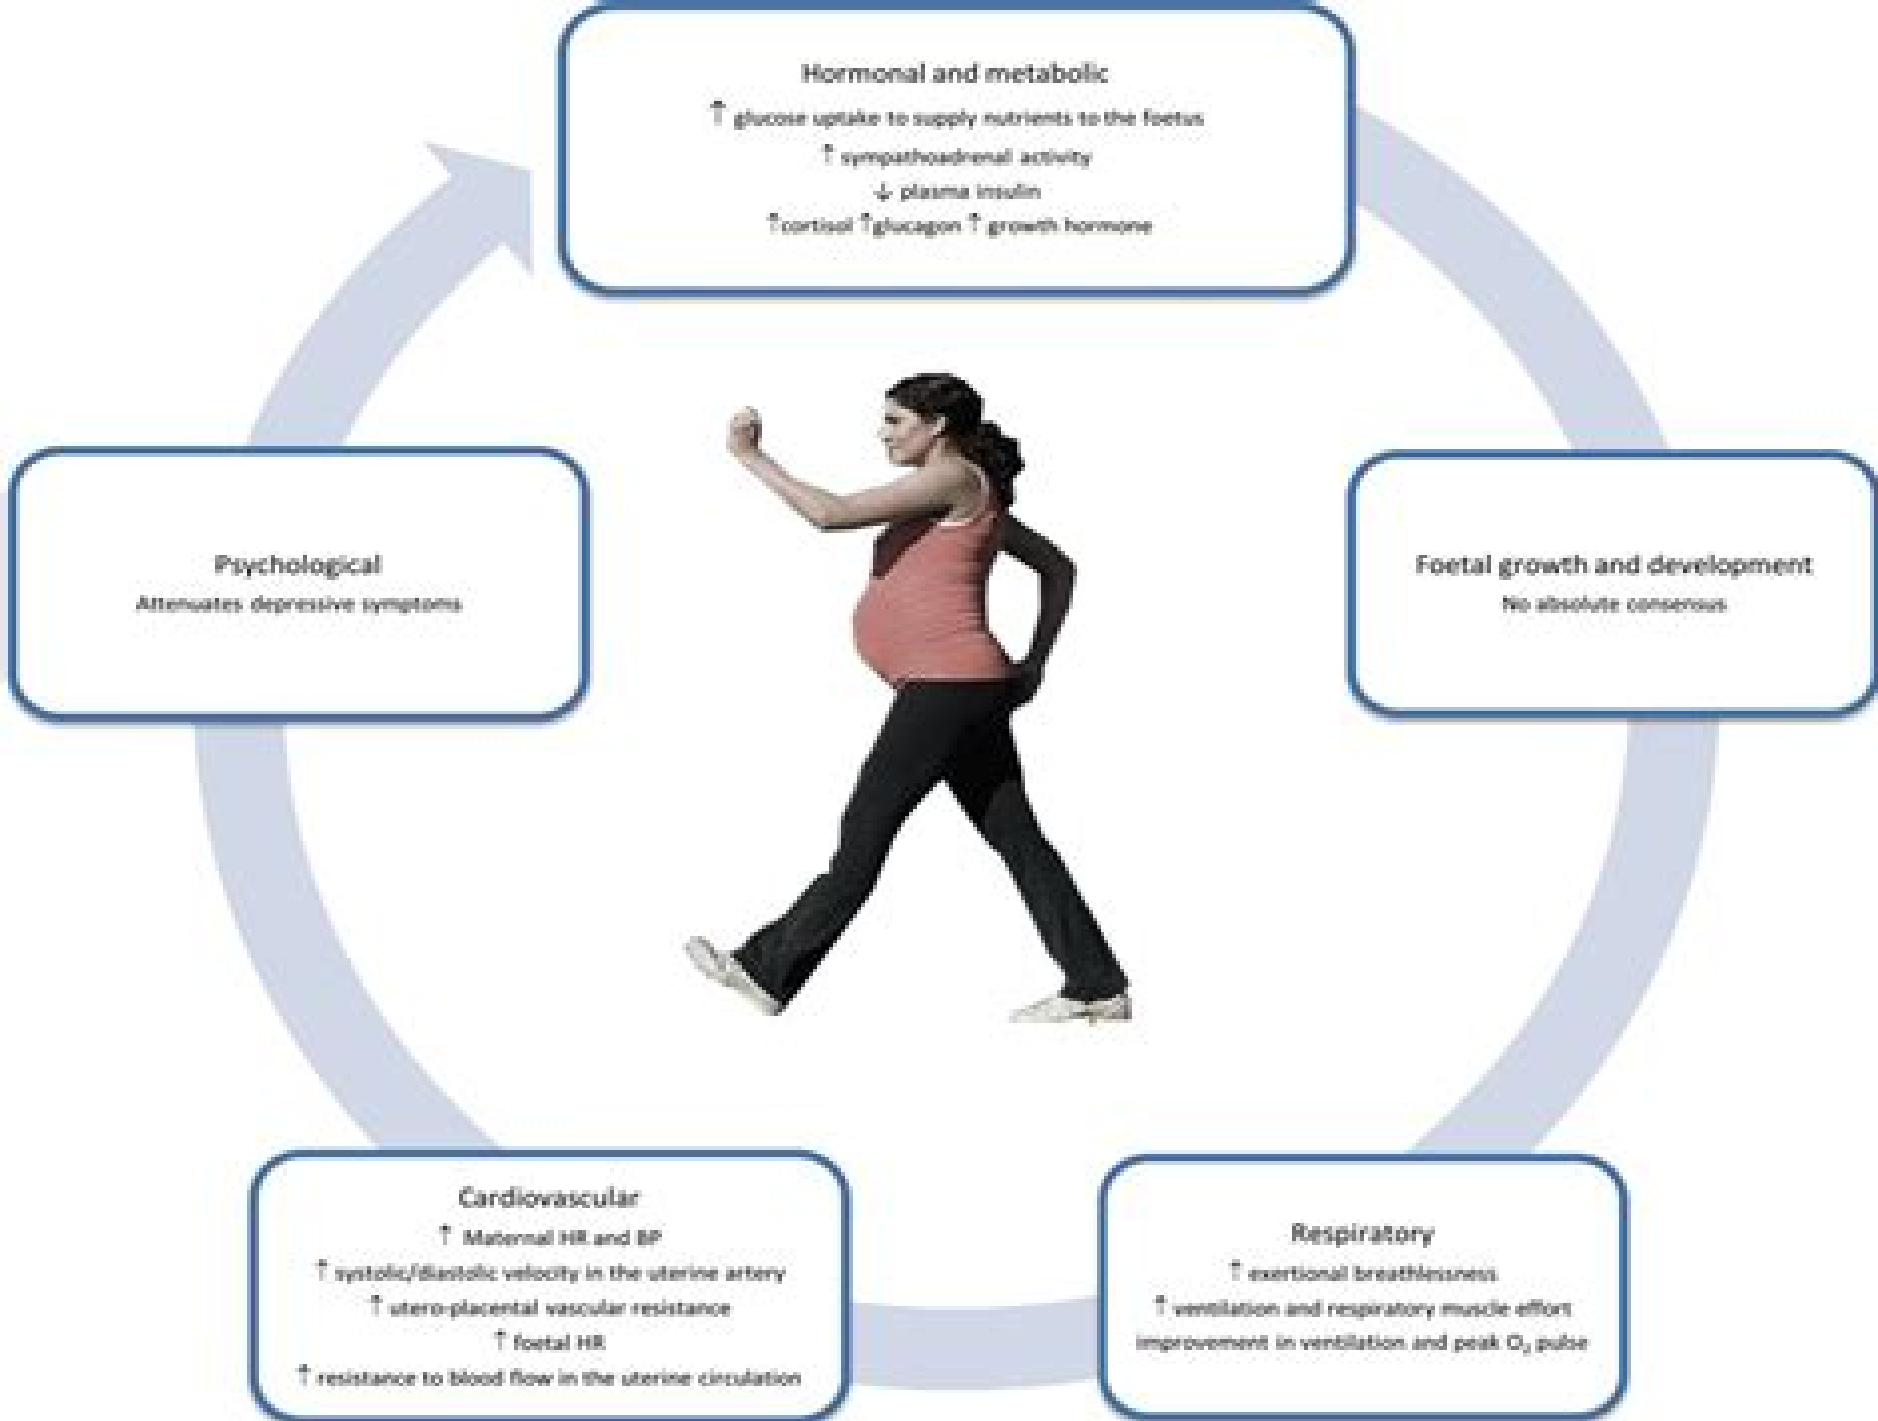 Hormonal and metabolic
↑ glucose uptake to supply nutrients to the foetus
↑ sympathoadrenal activity
↓ plasma insulin
↑cortisol ↑glucagon ↑ growth hormone
Psychological
Attenuates depressive symptoms
Foetal growth and development
No absolute consensus
Cardiovascular
↑ Maternal HR and BP
↑ systolic/diastolic velocity in the uterine artery
↑ utero-placental vascular resistance
↑ foetal HR
↑ resistance to blood flow in the uterine circulation
Respiratory
↑ exertional breathlessness
↑ ventilation and respiratory muscle effort
improvement in ventilation and peak O₂ pulse